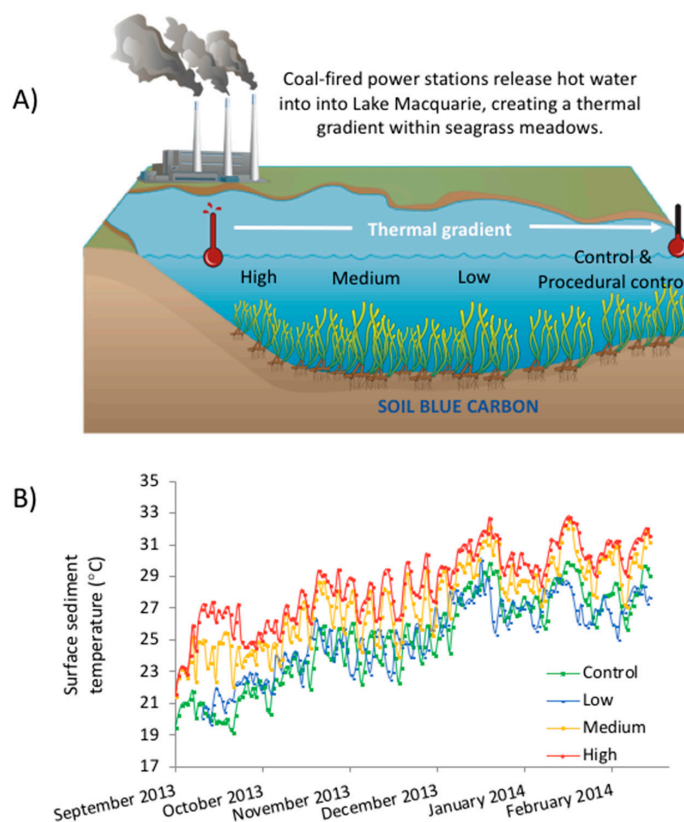 A)
Coal-fired power stations release hot water
into into Lake Macquarie, creating a thermal
gradient within seagrass meadows.
Thermal gradient
High
Medium
Low
Control &
Procedural control
SOIL BLUE CARBON
B)
Surface sediment
temperature (°C)
35
33
31
29
27
25
23
21
19
17
September 2013
October 2013
November 2013
December 2013
January 2014
February 2014
Control
Low
Medium
High